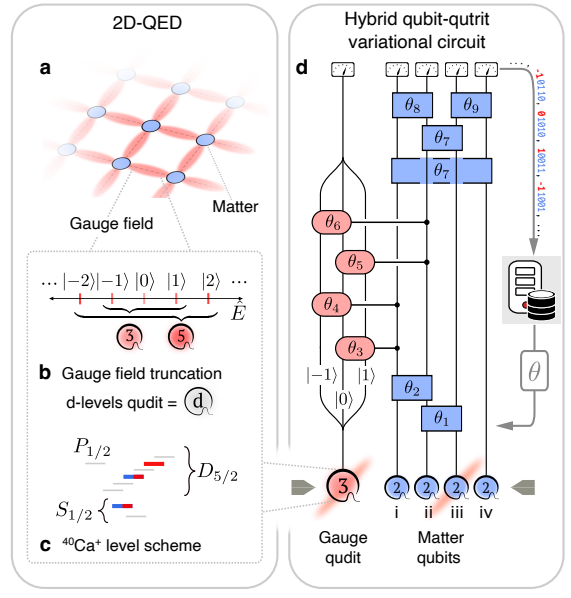 2D-QED
a
Matter
Gauge field
... |−2⟩ |−1⟩ |0⟩ |1⟩ |2⟩ ...
E
3 5
b Gauge field truncation
d-levels qudit = d
P1/2
D5/2
S1/2
c ⁴⁰Ca⁺ level scheme
Hybrid qubit-qutrit
variational circuit
d
θ8 θ9
θ7
θ7
θ6
θ5
θ4
θ3
|−1⟩ |1⟩
|0⟩
θ2
θ1
3 2 2 2 2
i ii iii iv
Gauge
qudit
Matter
qubits
..., -10110, 01010, 10011, -11001, ...
θ